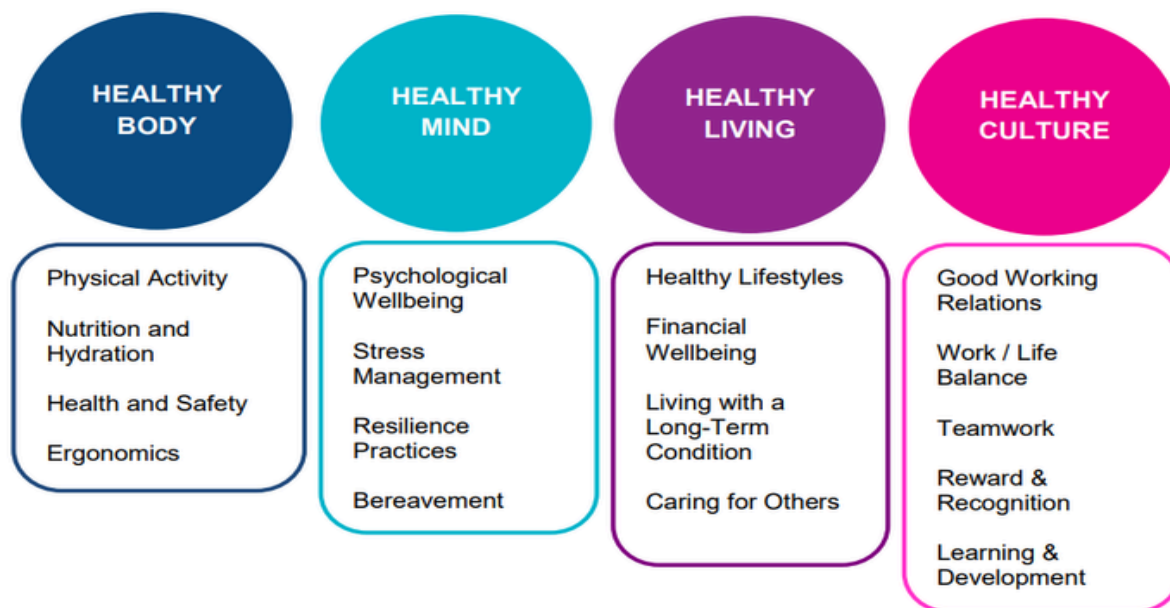 HEALTHY
BODY
HEALTHY
MIND
HEALTHY
LIVING
HEALTHY
CULTURE
Physical Activity
Nutrition and
Hydration
Health and Safety
Ergonomics
Psychological
Wellbeing
Stress
Management
Resilience
Practices
Bereavement
Healthy Lifestyles
Financial
Wellbeing
Living with a
Long-Term
Condition
Caring for Others
Good Working
Relations
Work / Life
Balance
Teamwork
Reward &
Recognition
Learning &
Development